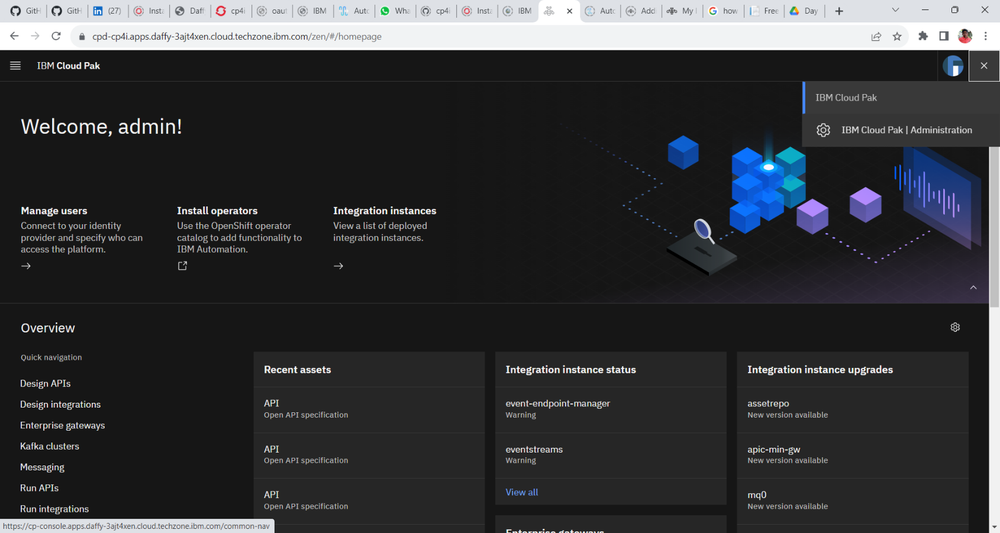 GitH
GitH
(27)
Insta
Daff
cp4i
oaut
IBM
Auto
Wha
cp4i
Insta
IBM
Auto
Addi
My I
how
Free
Day
cpd-cp4i.apps.daffy-3ajt4xen.cloud.techzone.ibm.com/zen/#/homepage
IBM Cloud Pak
IBM Cloud Pak
IBM Cloud Pak | Administration
Welcome, admin!
Manage users
Connect to your identity
provider and specify who can
access the platform.
Install operators
Use the OpenShift operator
catalog to add functionality to
IBM Automation.
Integration instances
View a list of deployed
integration instances.
Overview
Quick navigation
Design APIs
Design integrations
Enterprise gateways
Kafka clusters
Messaging
Run APIs
Run integrations
Recent assets
API
Open API specification
API
Open API specification
API
Open API specification
Integration instance status
event-endpoint-manager
Warning
eventstreams
Warning
View all
Enterprise gateways
Integration instance upgrades
assetrepo
New version available
apic-min-gw
New version available
mq0
New version available
https://cp-console.apps.daffy-3ajt4xen.cloud.techzone.ibm.com/common-nav